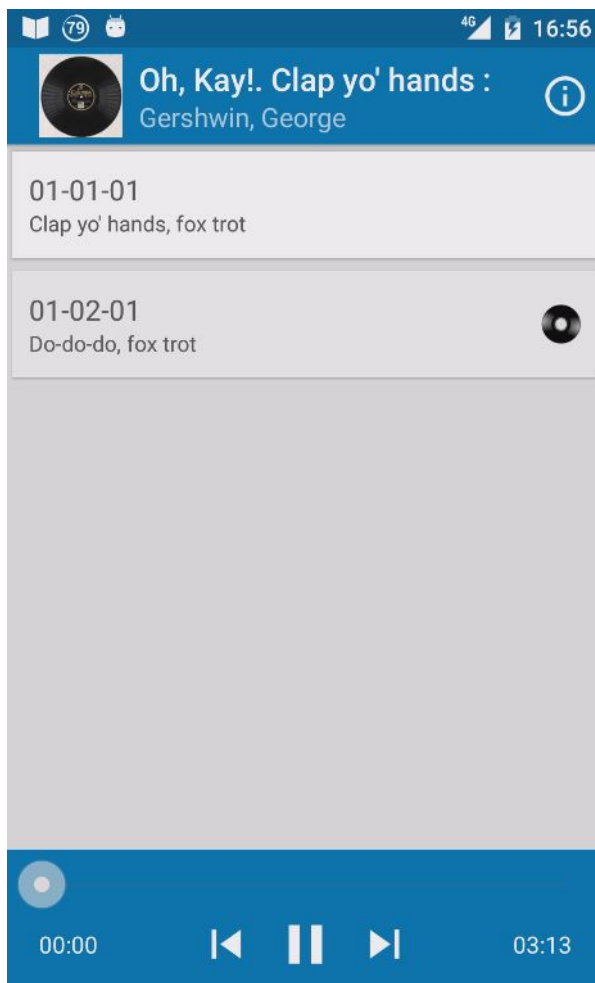 79
4G
16:56
Oh, Kay!. Clap yo' hands :
Gershwin, George
01-01-01
Clap yo' hands, fox trot
01-02-01
Do-do-do, fox trot
00:00
03:13